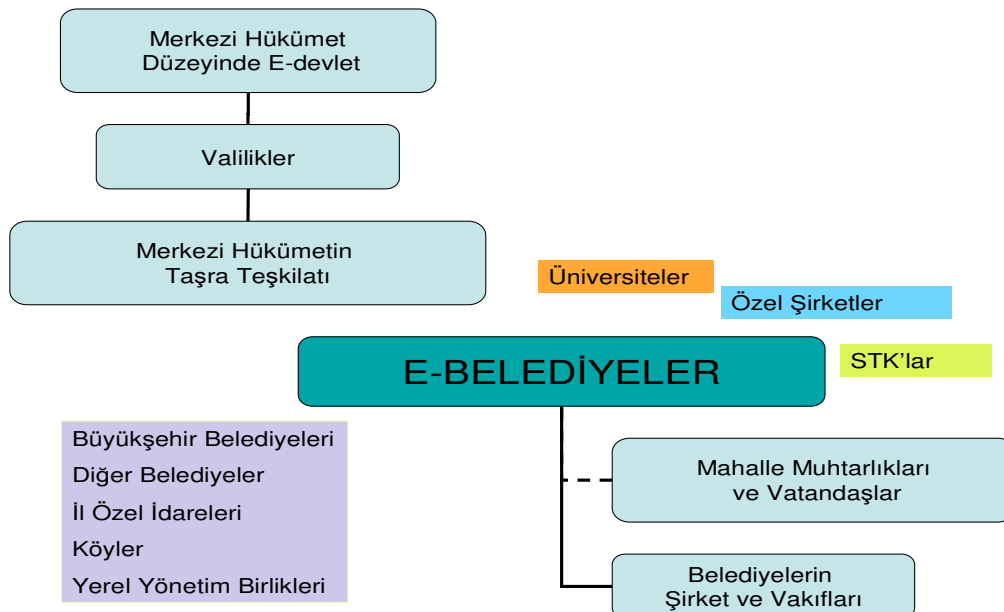 Merkezi Hükümet
Düzeyinde E-devlet
Valilikler
Merkezi Hükümetin
Taşra Teşkilatı
Üniversiteler
Özel Şirketler
E-BELEDİYELER
STK'lar
Büyükşehir Belediyeleri
Diğer Belediyeler
İl Özel İdareleri
Köyler
Yerel Yönetim Birlikleri
Mahalle Muhtarlıkları
ve Vatandaşlar
Belediyelerin
Şirket ve Vakıfları